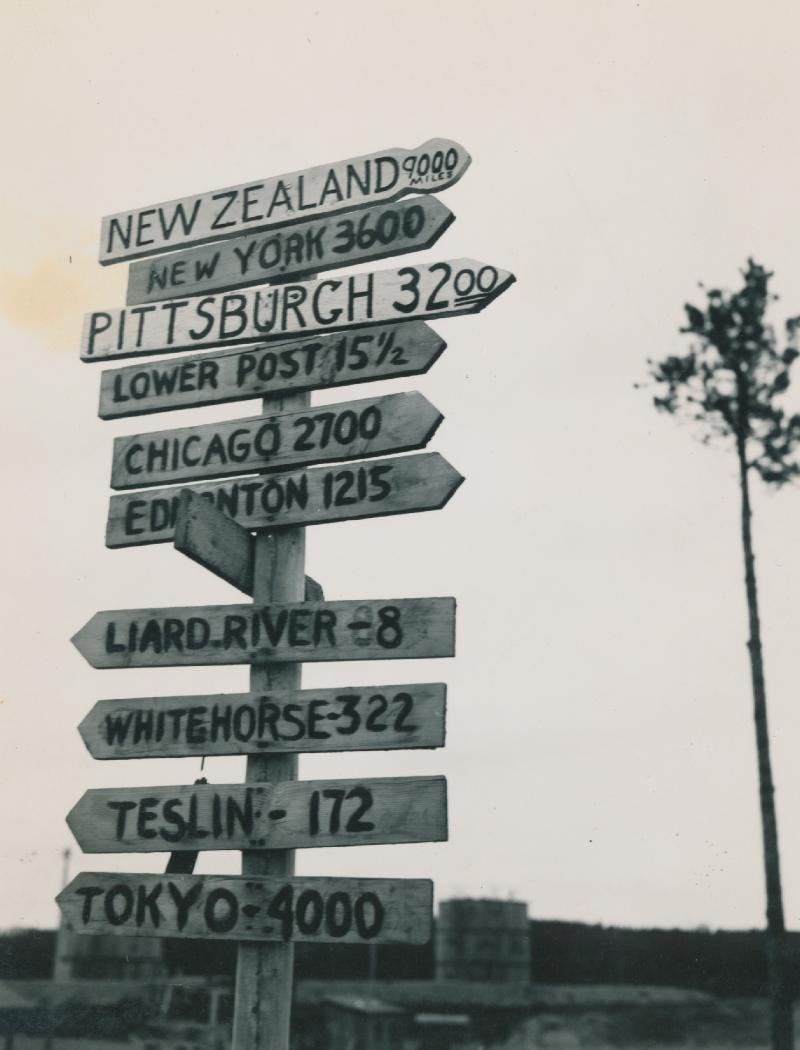 NEW ZEALAND 9000 MILES
NEW YORK 3600
PITTSBURGH 3200
LOWER POST 15½
CHICAGO 2700
EDMONTON 1215
LIARD RIVER - 8
WHITEHORSE-322
TESLIN - 172
TOKYO - 4000